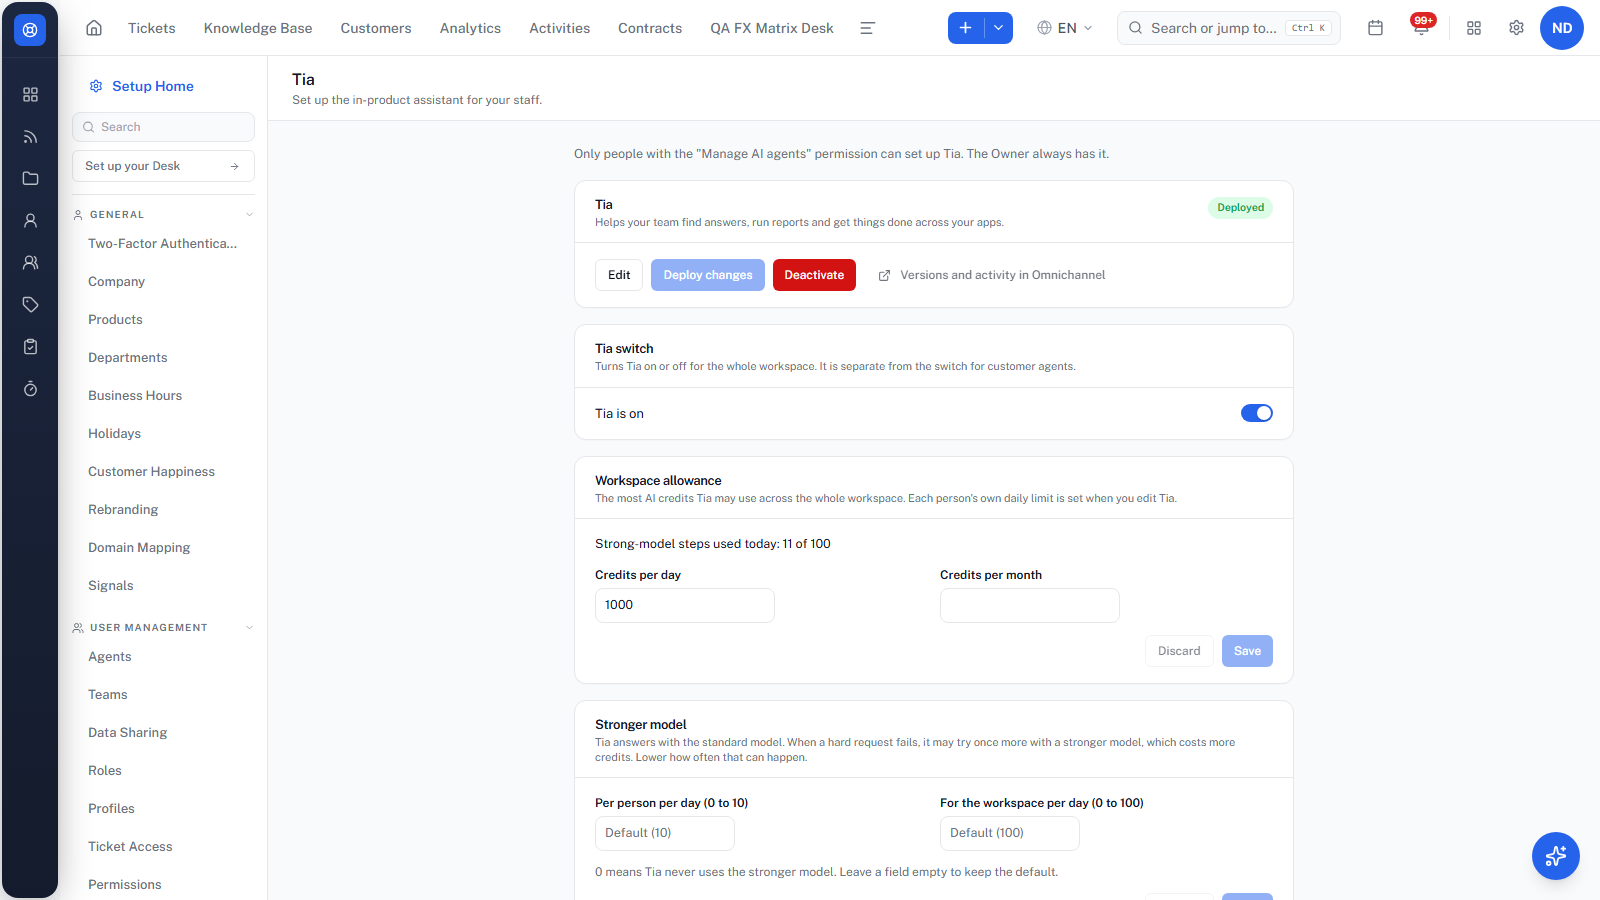 Tickets
Knowledge Base
Customers
Analytics
Activities
Contracts
QA FX Matrix Desk
EN
Search or jump to...
Ctrl K
99+
ND
Setup Home
Search
Set up your Desk
GENERAL
Two-Factor Authentica...
Company
Products
Departments
Business Hours
Holidays
Customer Happiness
Rebranding
Domain Mapping
Signals
USER MANAGEMENT
Agents
Teams
Data Sharing
Roles
Profiles
Ticket Access
Permissions
Tia
Set up the in-product assistant for your staff.
Only people with the "Manage AI agents" permission can set up Tia. The Owner always has it.
Tia
Helps your team find answers, run reports and get things done across your apps.
Deployed
Edit
Deploy changes
Deactivate
Versions and activity in Omnichannel
Tia switch
Turns Tia on or off for the whole workspace. It is separate from the switch for customer agents.
Tia is on
Workspace allowance
The most AI credits Tia may use across the whole workspace. Each person's own daily limit is set when you edit Tia.
Strong-model steps used today: 11 of 100
Credits per day
Credits per month
1000
Discard
Save
Stronger model
Tia answers with the standard model. When a hard request fails, it may try once more with a stronger model, which costs more
credits. Lower how often that can happen.
Per person per day (0 to 10)
For the workspace per day (0 to 100)
Default (10)
Default (100)
0 means Tia never uses the stronger model. Leave a field empty to keep the default.